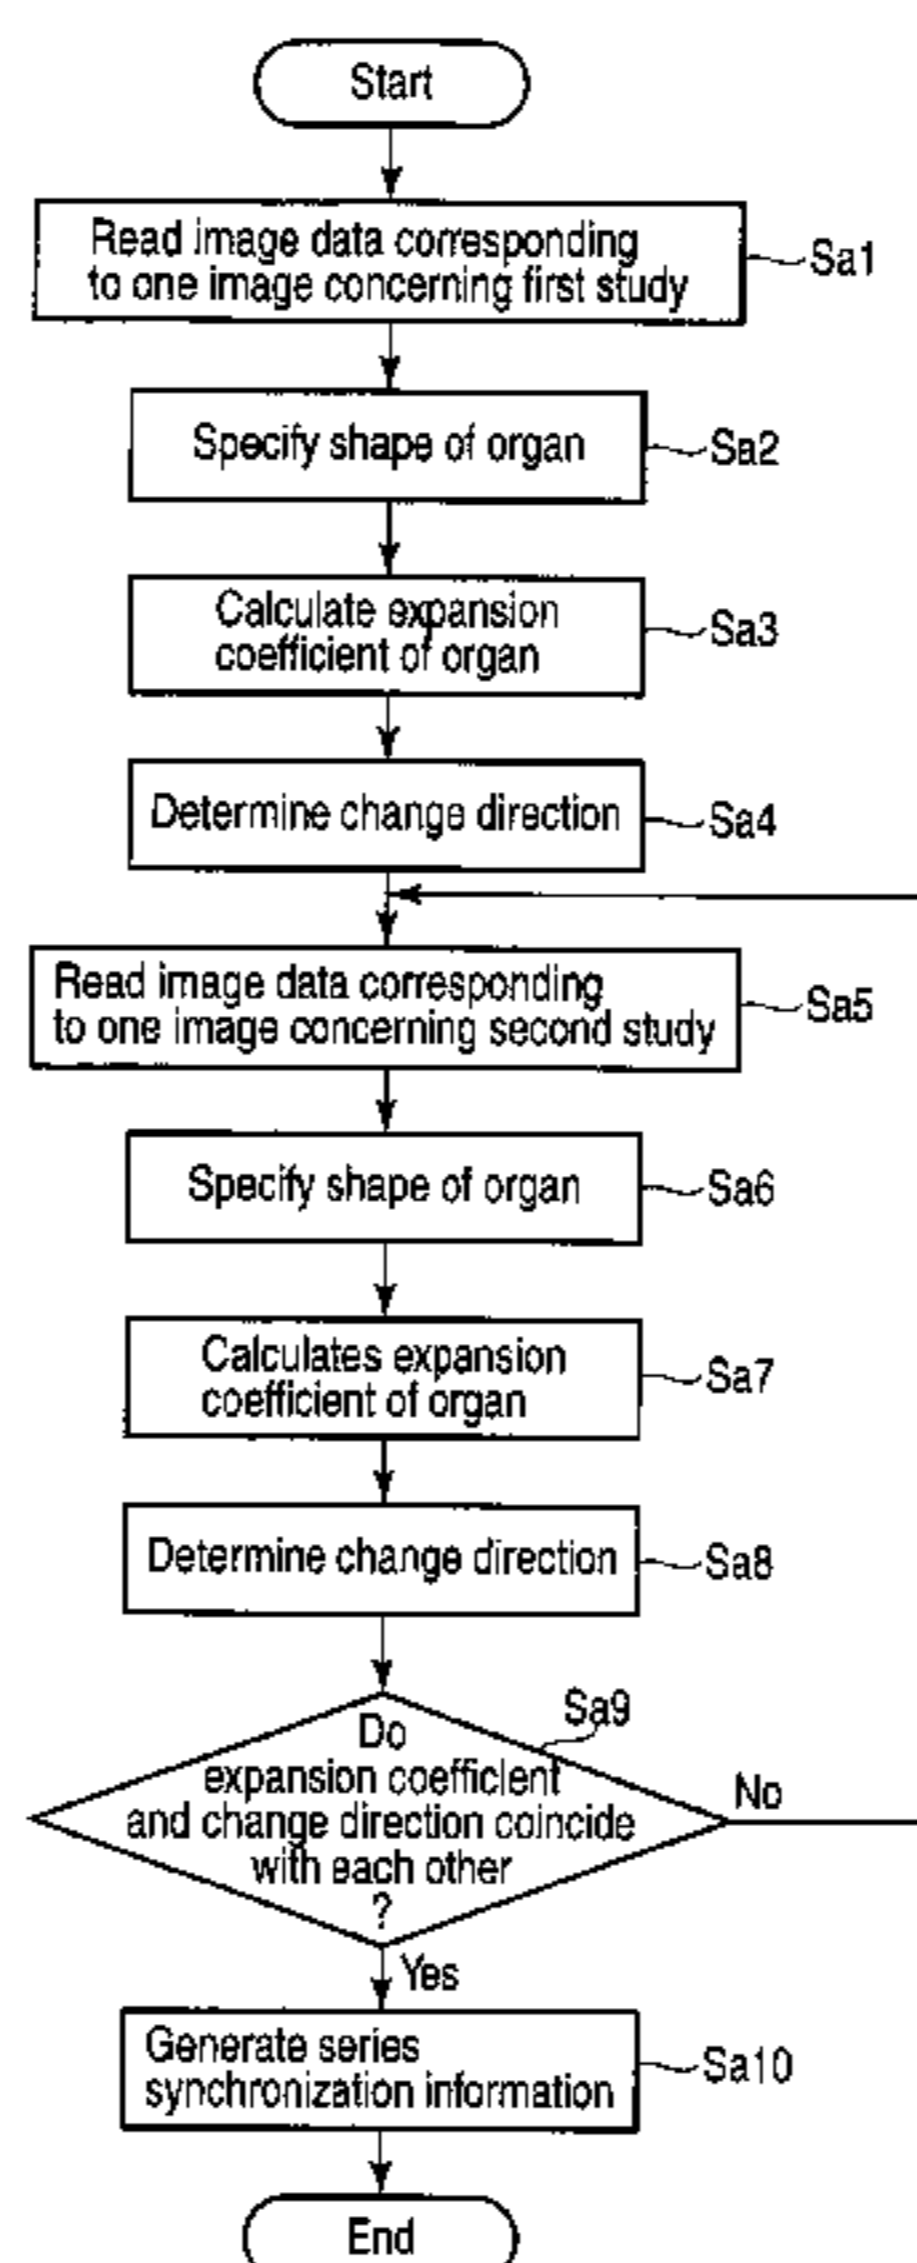 Start
Read image data corresponding
to one image concerning first study
Sa1
Specify shape of organ
Sa2
Calculate expansion
coefficient of organ
Sa3
Determine change direction
Sa4
Read image data corresponding
to one image concerning second study
Sa5
Specify shape of organ
Sa6
Calculates expansion
coefficient of organ
Sa7
Determine change direction
Sa8
Sa9
Do
expansion coefficient
and change direction coincide
with each other
?
No
Yes
Generate series
synchronization information
Sa10
End